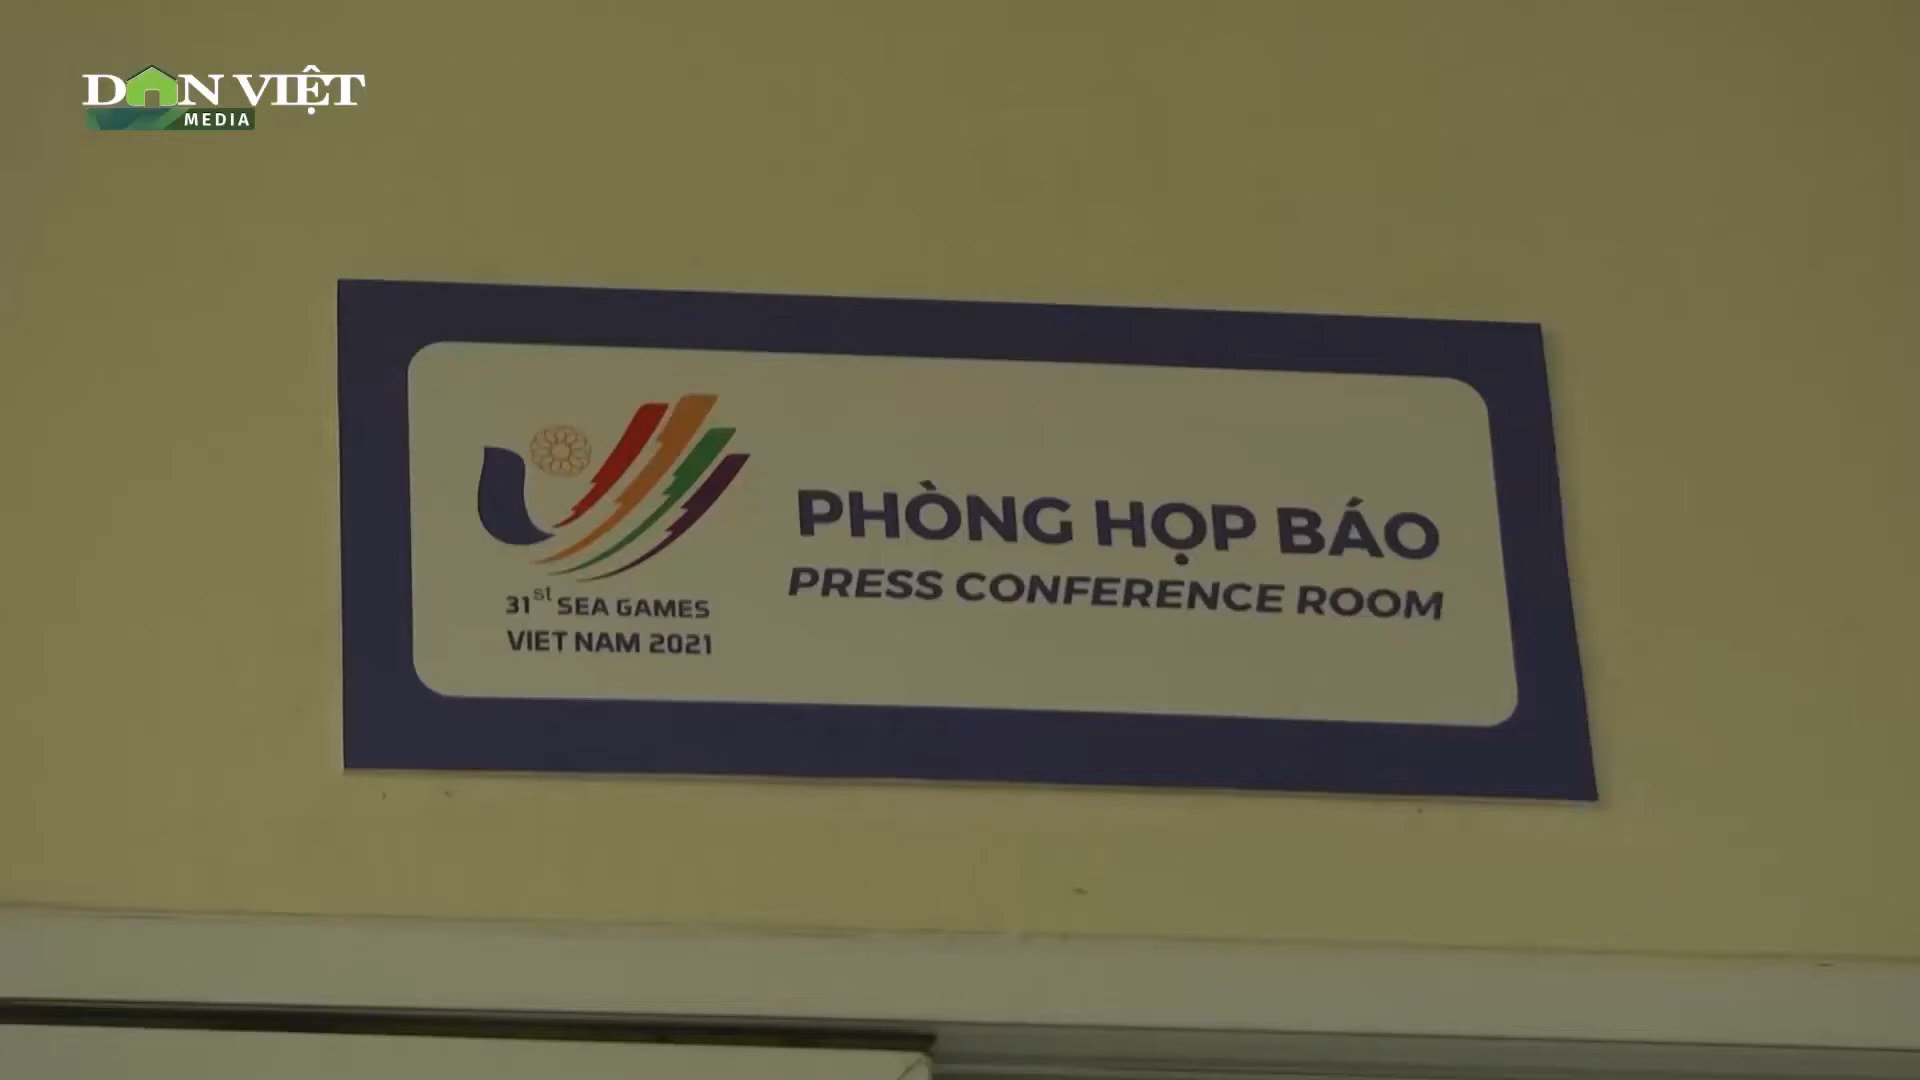 DÂN VIỆT
MEDIA
PHÒNG HỌP BÁO
PRESS CONFERENCE ROOM
31st SEA GAMES
VIET NAM 2021